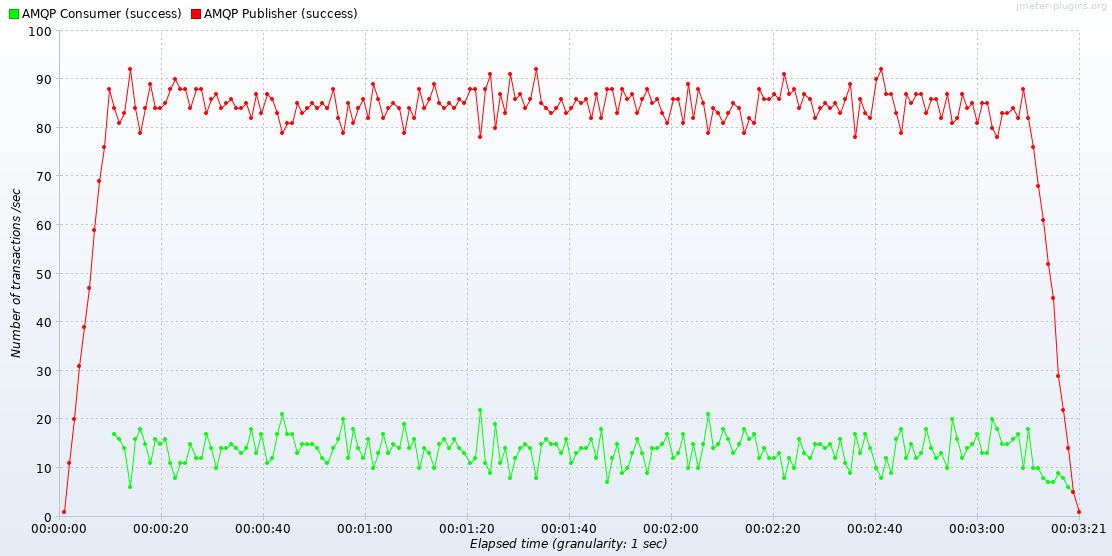 AMQP Consumer (success) AMQP Publisher (success)
jmeter-plugins.org
100
90
80
70
60
50
40
30
20
10
0
Number of transactions /sec
00:00:00 00:00:20 00:00:40 00:01:00 00:01:20 00:01:40 00:02:00 00:02:20 00:02:40 00:03:00 00:03:21
Elapsed time (granularity: 1 sec)